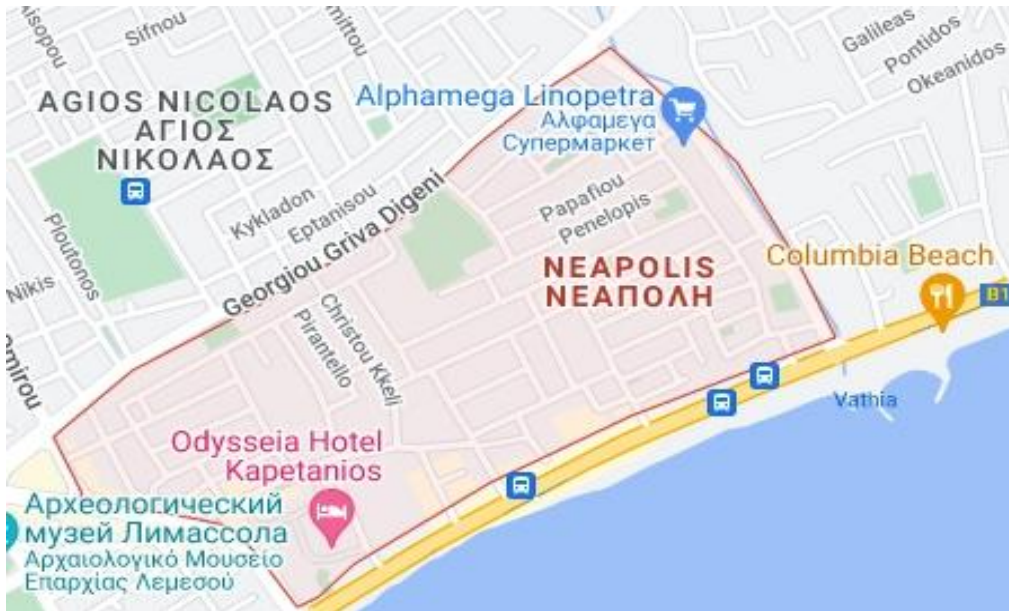 Sifnou
Galileas
Pontidos
Okeanidos
AGIOS NICOLAOS
ΑΓΙΟΣ
ΝΙΚΟΛΑΟΣ
Alphamega Linopetra
Αλφαμεγα
Супермаркет
Kykladon
Eptanisou
Georgiou Griva Digeni
Papafiou
Penelopis
Ploutonos
Nikis
NEAPOLIS
ΝΕΑΠΟΛΗ
Columbia Beach
B1
Christou Kkeli
Pirantello
Vathia
Odysseia Hotel
Kapetanios
Археологический
музей Лимассола
Αρχαιολογικό Μουσείο
Επαρχίας Λεμεσού